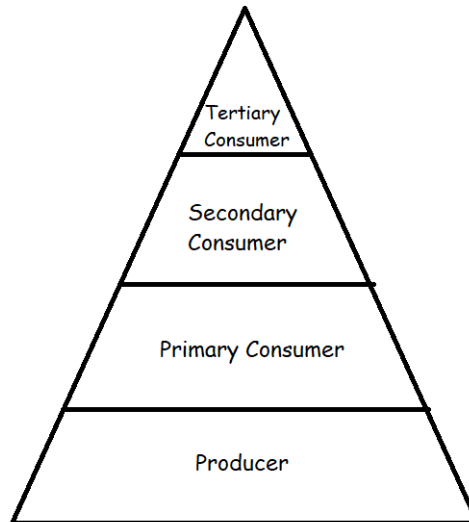 Tertiary
Consumer
Secondary
Consumer
Primary Consumer
Producer